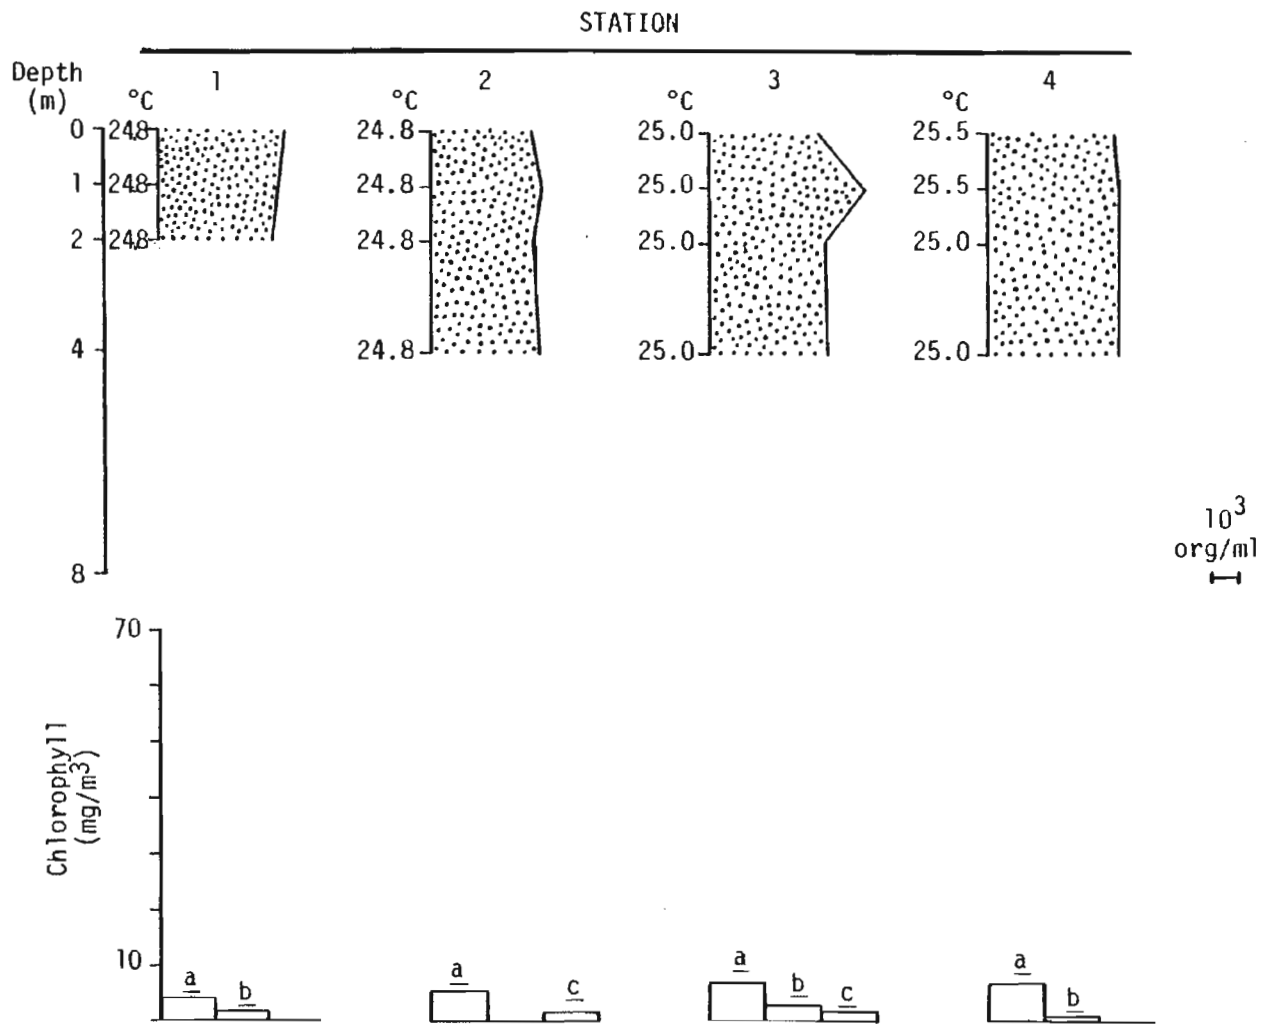 STATION
Depth
(m)
1 2 3 4
°C °C °C °C
0 24.8 24.8 25.0 25.5
1 24.8 24.8 25.0 25.5
2 24.8 24.8 25.0 25.0
4 24.8 25.0 25.0
10³
org/ml
8
70
Chlorophyll
(mg/m³)
10
a b a c a b c a b